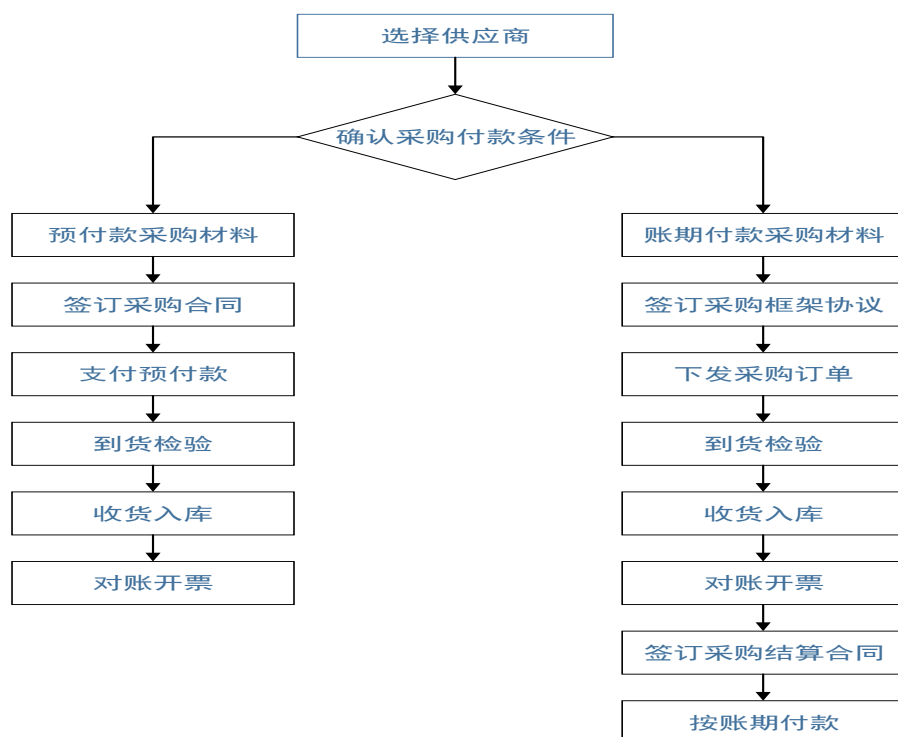 选择供应商
确认采购付款条件
预付款采购材料
签订采购合同
支付预付款
到货检验
收货入库
对账开票
账期付款采购材料
签订采购框架协议
下发采购订单
到货检验
收货入库
对账开票
签订采购结算合同
按账期付款